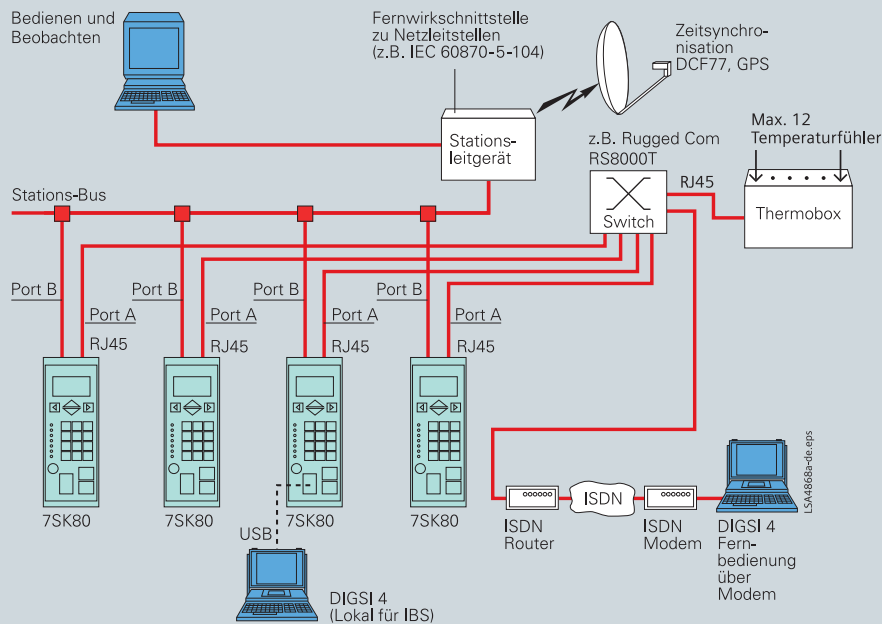 Bedienen und
Beobachten
Fernwirkschnittstelle
zu Netzleitstellen
(z.B. IEC 60870-5-104)
Zeitsynchro-
nisation
DCF77, GPS
Stations-
leitgerät
z.B. Rugged Com
RS8000T
Max. 12
Temperaturfühler
RJ45
Switch
Thermobox
Stations-Bus
Port B
Port B
Port B
Port B
Port A
Port A
Port A
Port A
RJ45
RJ45
RJ45
RJ45
7SK80
7SK80
7SK80
7SK80
USB
DIGSI 4
(Lokal für IBS)
ISDN
Router
ISDN
ISDN
Modem
DIGSI 4
Fern-
bedienung
über
Modem
LSA4868a-de.eps